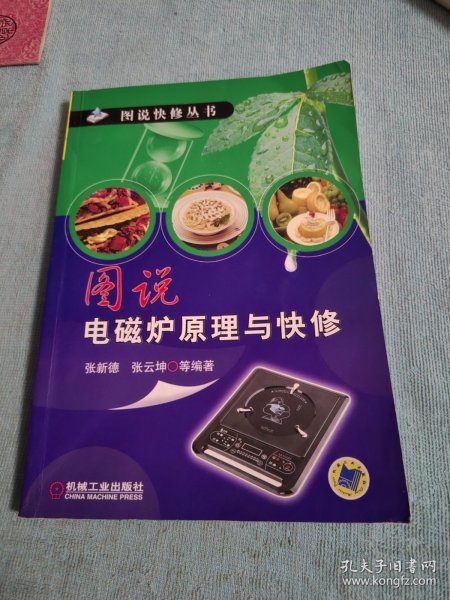 图说快修丛书
图说
电磁炉原理与快修
张新德 张云坤○等编著
机械工业出版社
CHINA MACHINE PRESS
孔夫子旧书网
www.kongfz.com